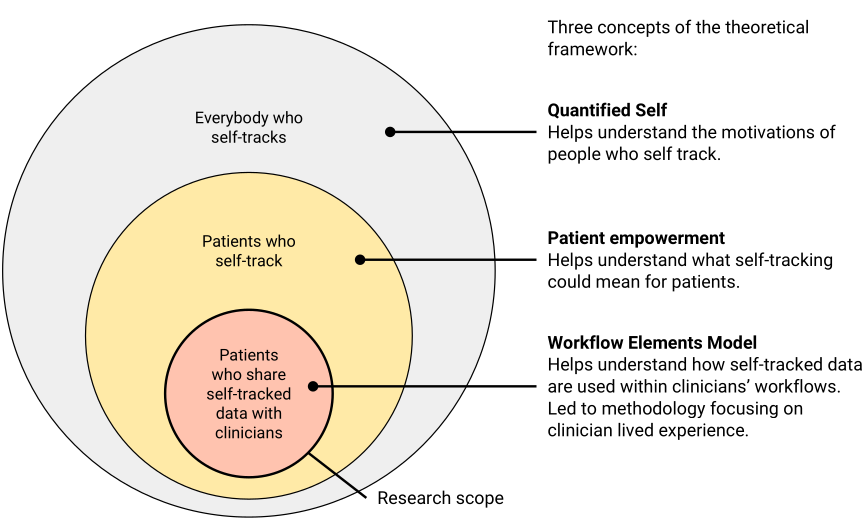 Three concepts of the theoretical
framework:
Everybody who
self-tracks
Quantified Self
Helps understand the motivations of
people who self track.
Patients who
self-track
Patient empowerment
Helps understand what self-tracking
could mean for patients.
Patients
who share
self-tracked
data with
clinicians
Workflow Elements Model
Helps understand how self-tracked data
are used within clinicians’ workflows.
Led to methodology focusing on
clinician lived experience.
Research scope